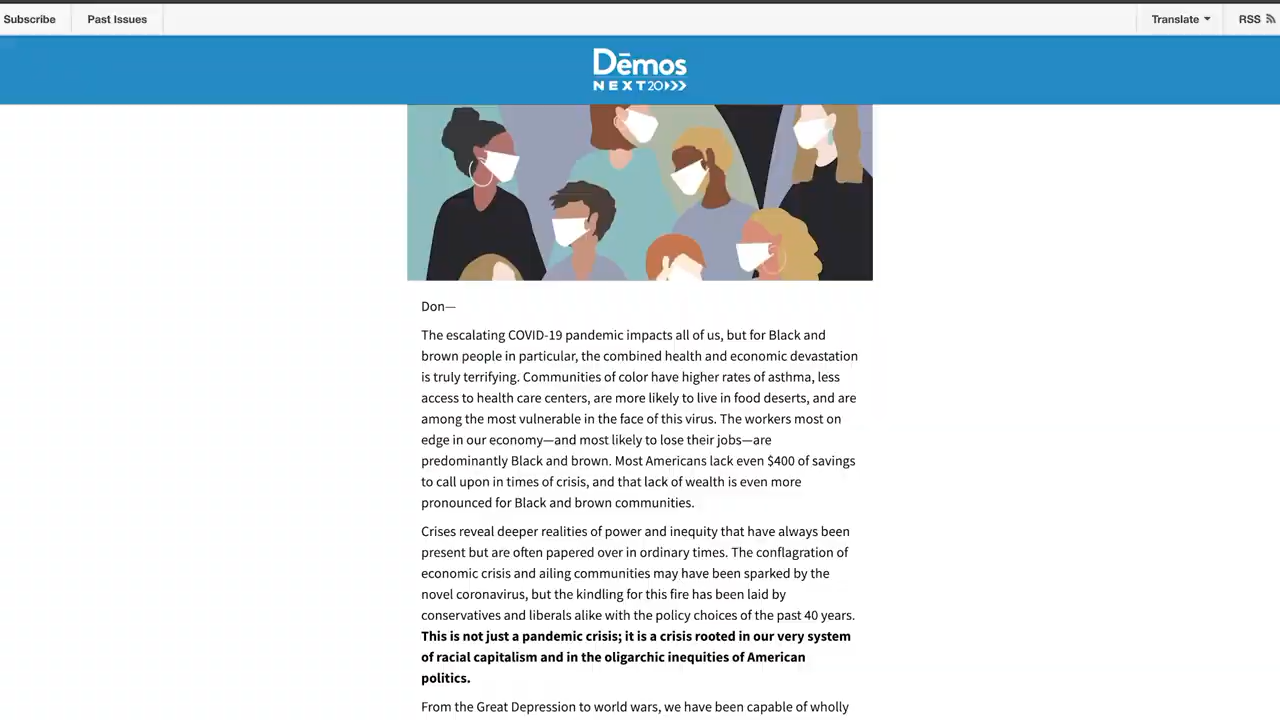 Subscribe
Past Issues
Translate
RSS
Dēmos
NEXT20
Don—
The escalating COVID-19 pandemic impacts all of us, but for Black and
brown people in particular, the combined health and economic devastation
is truly terrifying. Communities of color have higher rates of asthma, less
access to health care centers, are more likely to live in food deserts, and are
among the most vulnerable in the face of this virus. The workers most on
edge in our economy—and most likely to lose their jobs—are
predominantly Black and brown. Most Americans lack even $400 of savings
to call upon in times of crisis, and that lack of wealth is even more
pronounced for Black and brown communities.
Crises reveal deeper realities of power and inequity that have always been
present but are often papered over in ordinary times. The conflagration of
economic crisis and ailing communities may have been sparked by the
novel coronavirus, but the kindling for this fire has been laid by
conservatives and liberals alike with the policy choices of the past 40 years.
This is not just a pandemic crisis; it is a crisis rooted in our very system
of racial capitalism and in the oligarchic inequities of American
politics.
From the Great Depression to world wars, we have been capable of wholly